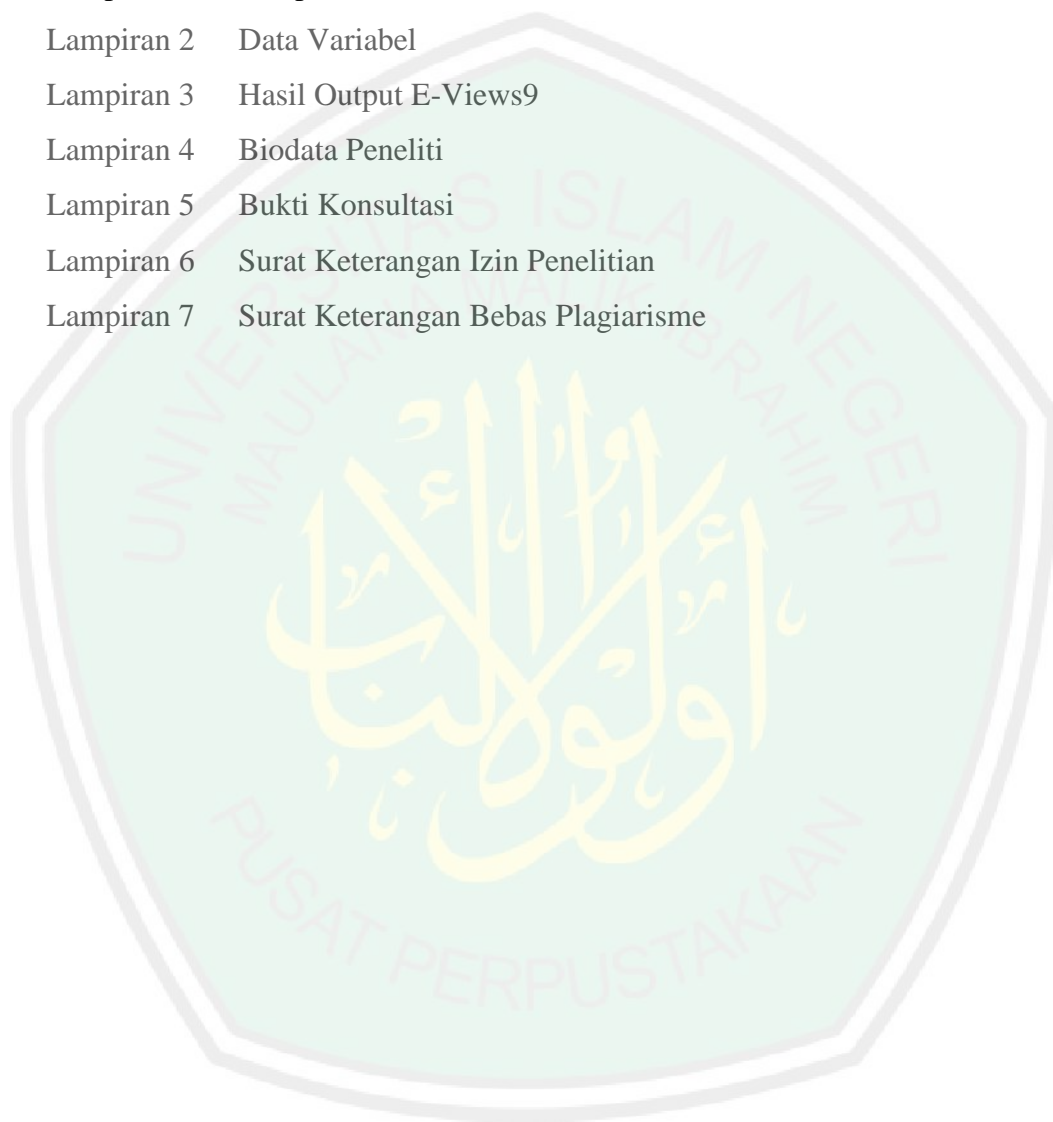 Lampiran 2 Data Variabel
Lampiran 3 Hasil Output E-Views9
Lampiran 4 Biodata Peneliti
Lampiran 5 Bukti Konsultasi
Lampiran 6 Surat Keterangan Izin Penelitian
Lampiran 7 Surat Keterangan Bebas Plagiarisme
UNIVERSITAS ISLAM NEGERI
MAULANA MALIK IBRAHIM
PUSAT PERPUSTAKAAN